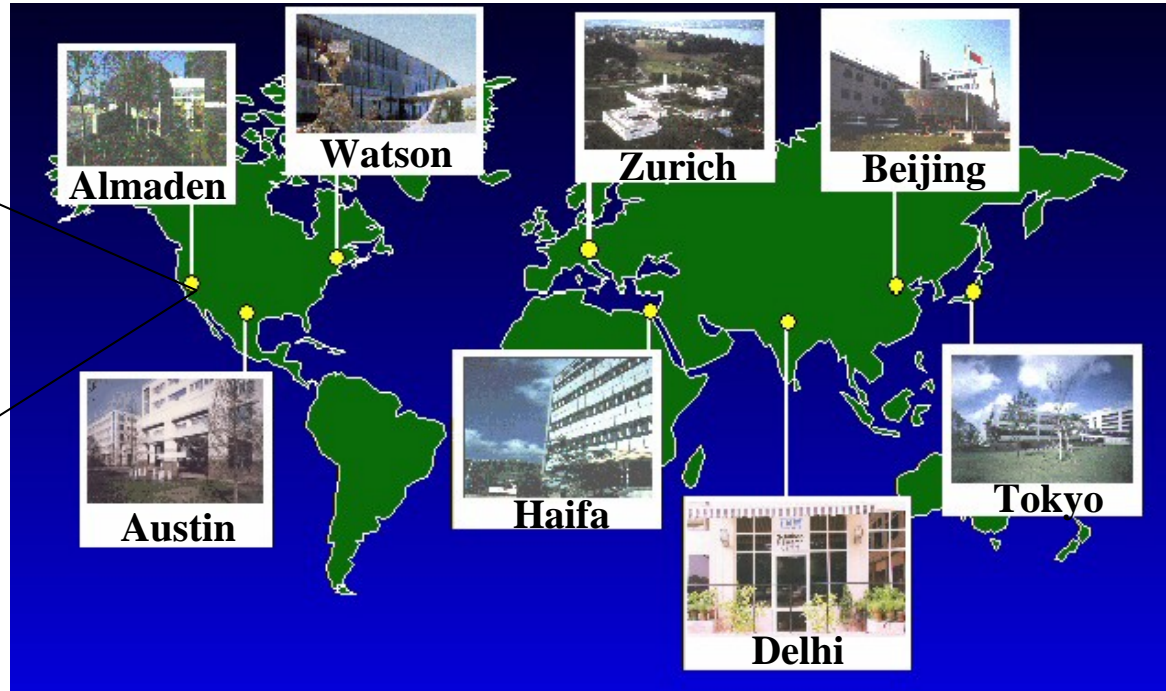 Almaden
Watson
Zurich
Beijing
Austin
Haifa
Delhi
Tokyo